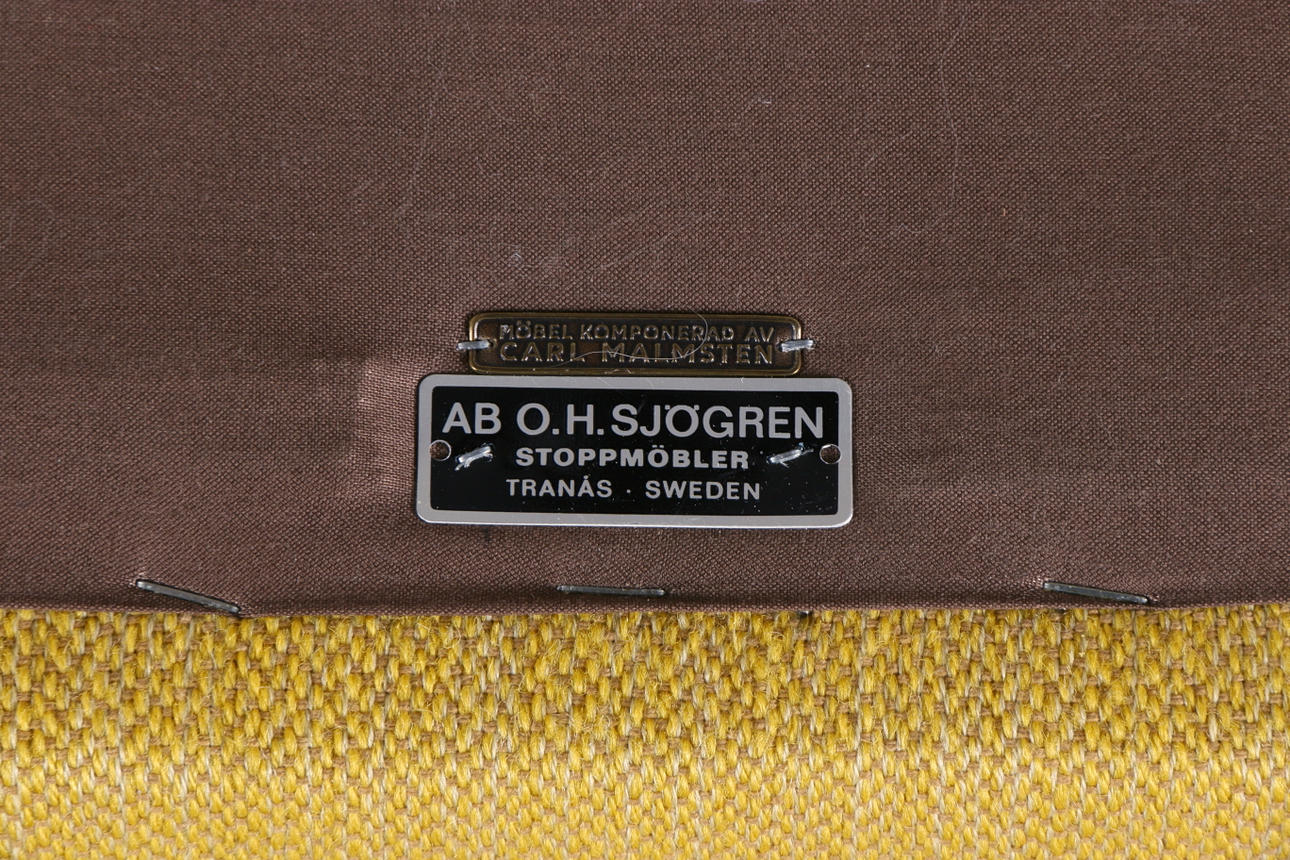 MÖBEL KOMPONERAD AV
CARL MALMSTEN
AB O.H. SJÖGREN
STOPPMÖBLER
TRANÅS · SWEDEN